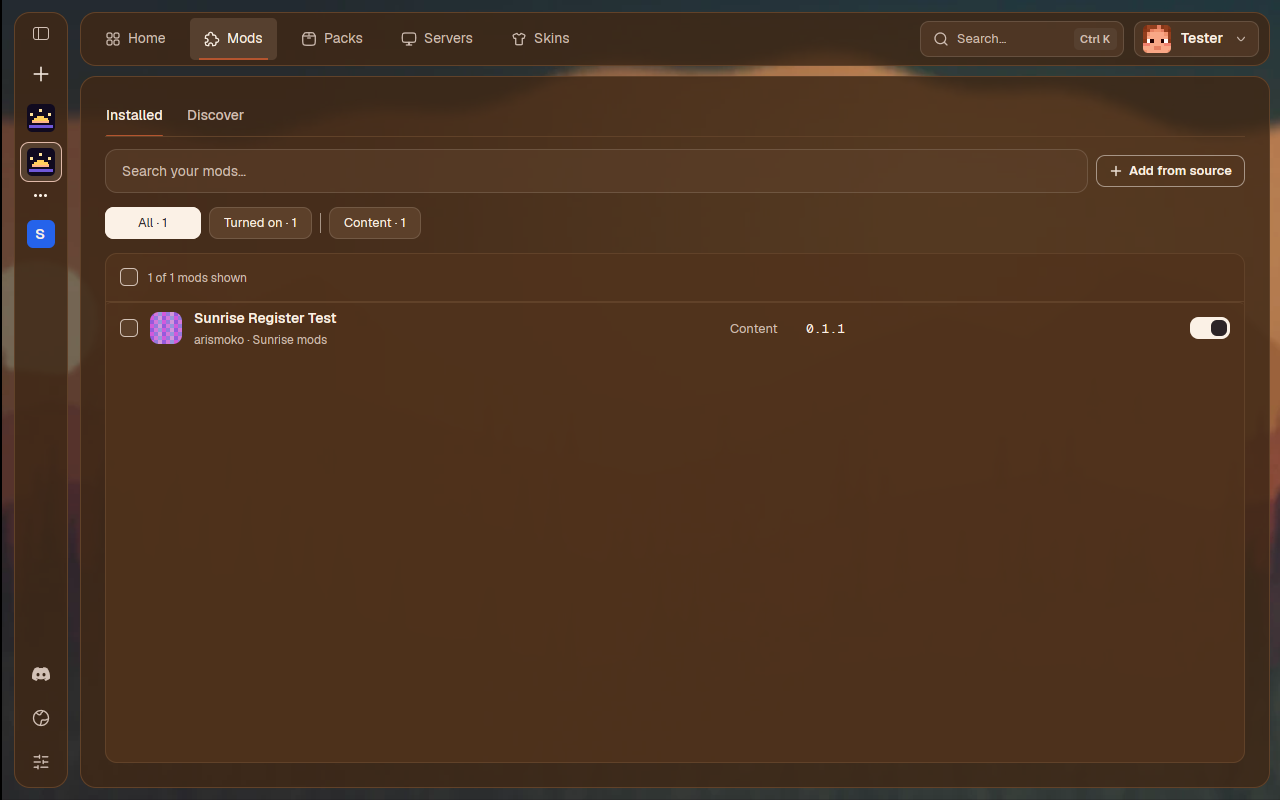 Home
Mods
Packs
Servers
Skins
Search...
Ctrl K
Tester
S
Installed
Discover
Search your mods...
Add from source
All · 1
Turned on · 1
Content · 1
1 of 1 mods shown
Sunrise Register Test
arismoko · Sunrise mods
Content
0.1.1